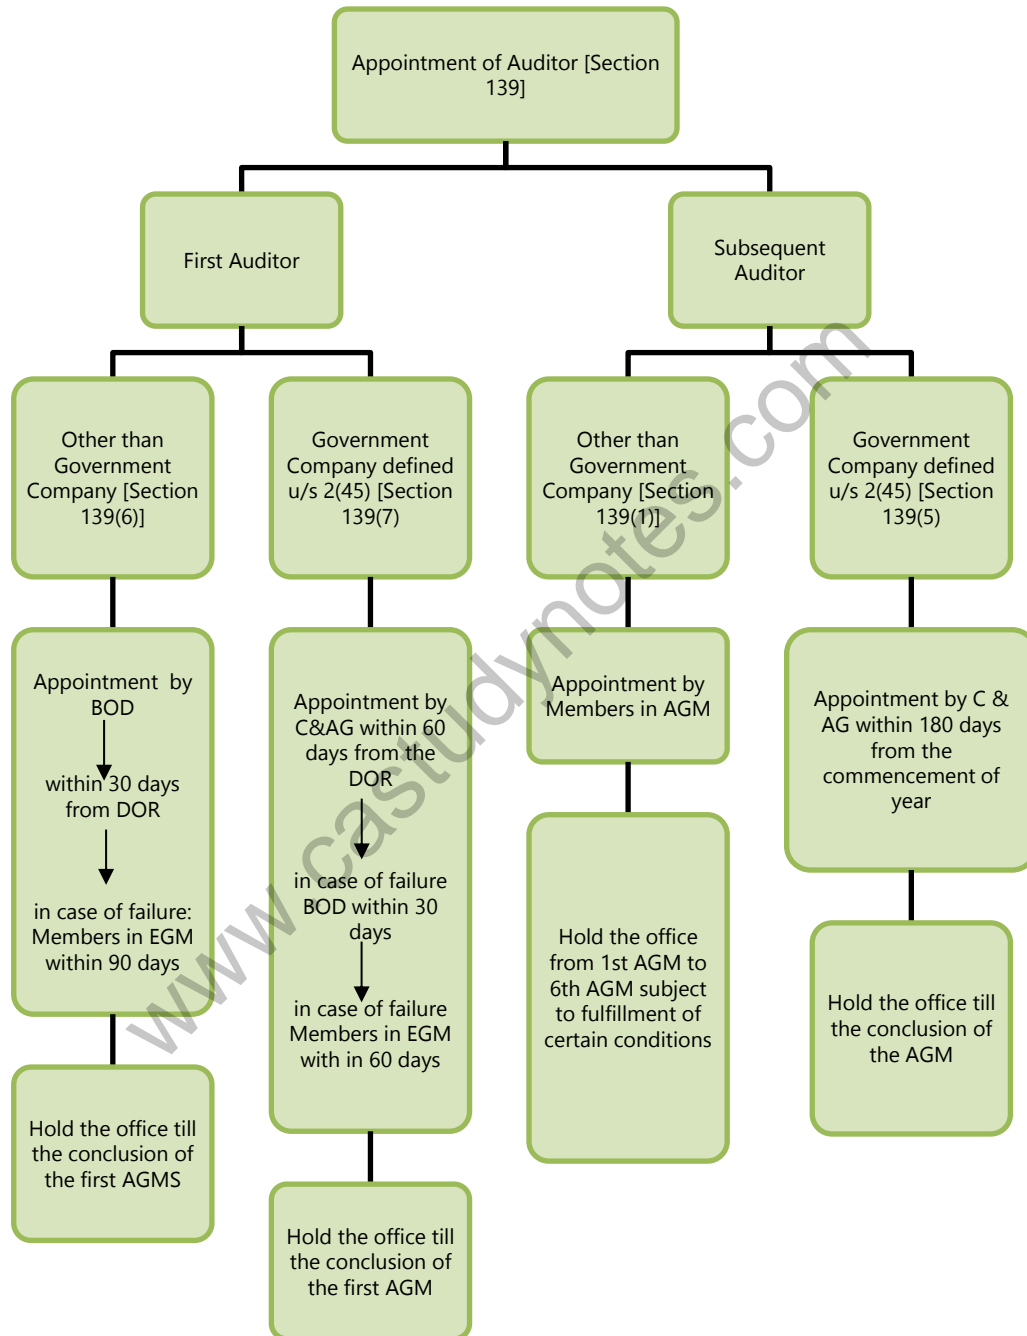 Appointment of Auditor [Section
139]
First Auditor
Subsequent
Auditor
Other than
Government
Company [Section
139(6)]
Government
Company defined
u/s 2(45) [Section
139(7)
Other than
Government
Company [Section
139(1)]
Government
Company defined
u/s 2(45) [Section
139(5)
Appointment by
BOD
within 30 days
from DOR
in case of failure:
Members in EGM
within 90 days
Appointment by
C&AG within 60
days from the
DOR
in case of failure
BOD within 30
days
in case of failure
Members in EGM
with in 60 days
Appointment by
Members in AGM
Appointment by C &
AG within 180 days
from the
commencement of
year
Hold the office
from 1st AGM to
6th AGM subject
to fulfillment of
certain conditions
Hold the office till
the conclusion of
the AGM
Hold the office till
the conclusion of
the first AGMS
Hold the office till
the conclusion of
the first AGM
www.castudynotes.com